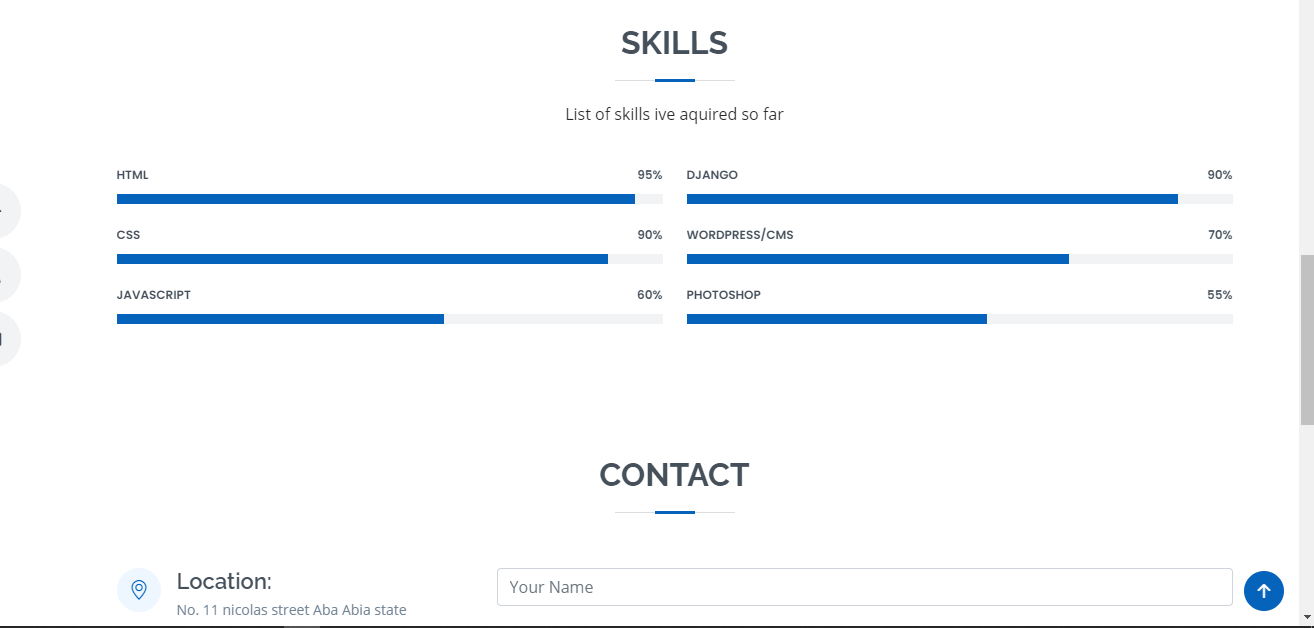 SKILLS
List of skills ive aquired so far
HTML 95%
DJANGO 90%
CSS 90%
WORDPRESS/CMS 70%
JAVASCRIPT 60%
PHOTOSHOP 55%
CONTACT
Location:
No. 11 nicolas street Aba Abia state
Your Name